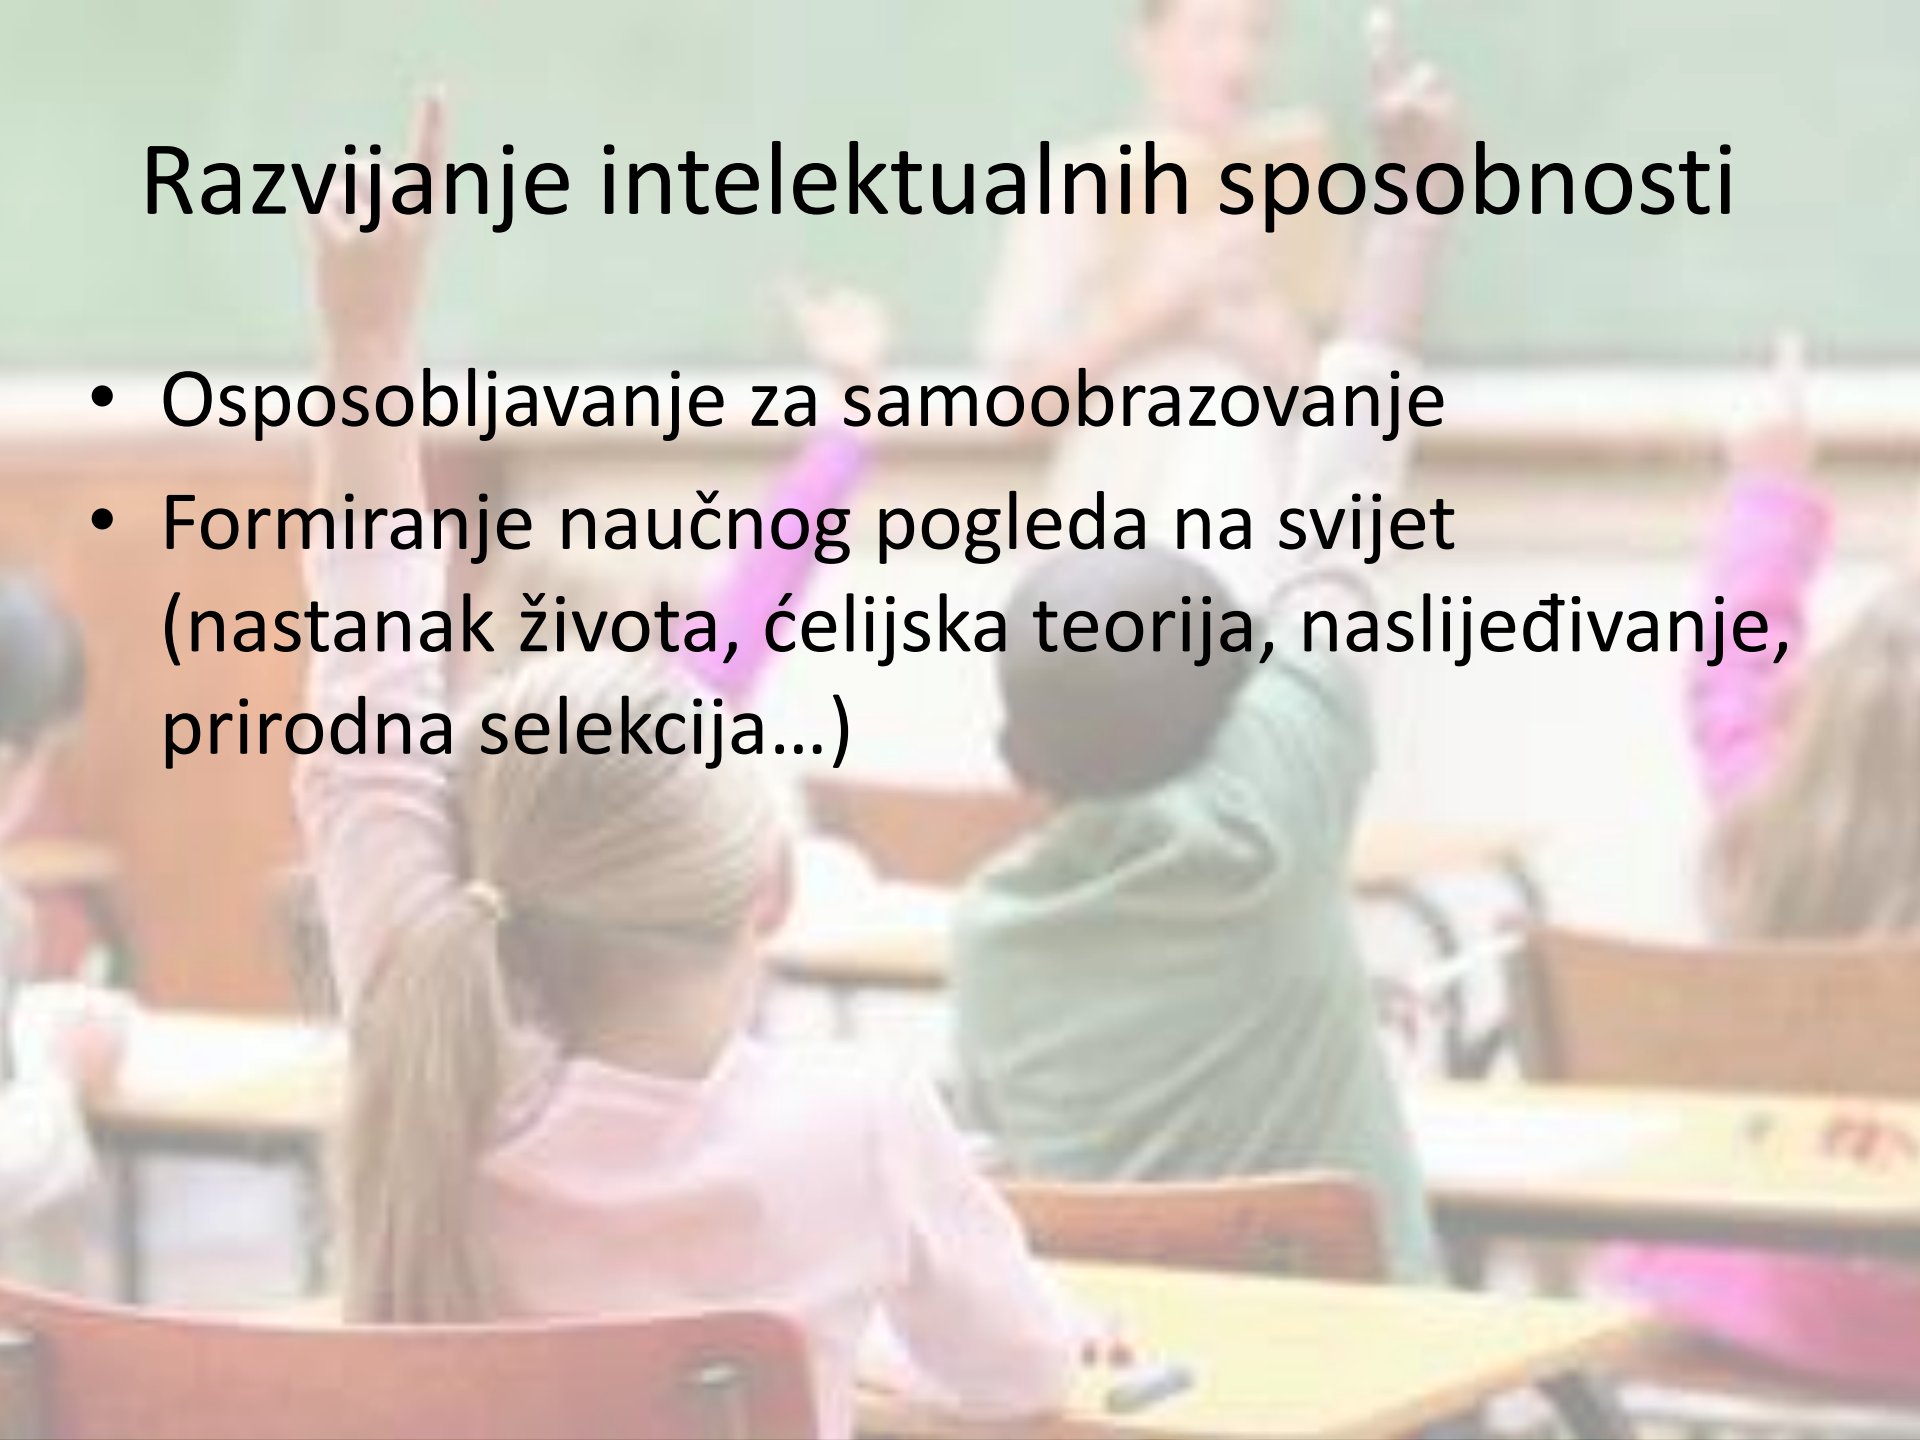 Razvijanje intelektualnih sposobnosti
• Osposobljavanje za samoobrazovanje
• Formiranje naučnog pogleda na svijet
(nastanak života, ćelijska teorija, naslijeđivanje,
prirodna selekcija…)